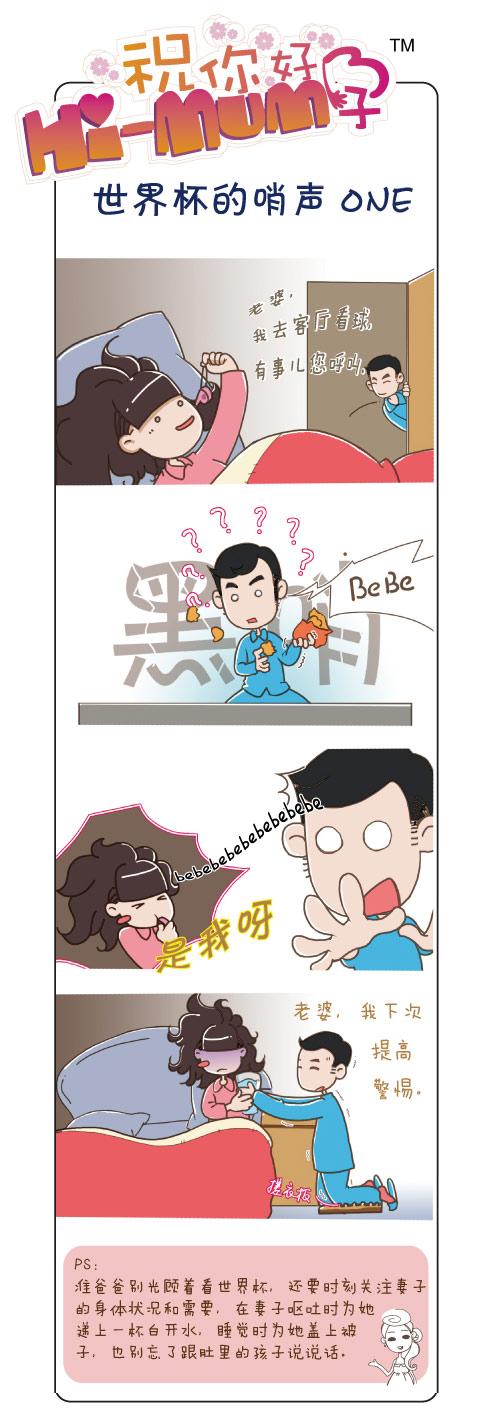 祝你好孕
TM
Hi-Mum
世界杯的哨声 ONE
老婆,
我去客厅看球,
有事儿您呼叫.
? ? ? ? ? ? ?
黑哨
BeBe
bebebebebebebebebe
是我呀
老婆, 我下次
提高
警惕。
搓衣板
PS:
准爸爸别光顾着看世界杯, 还要时刻关注妻子
的身体状况和需要, 在妻子呕吐时为她
递上一杯白开水, 睡觉时为她盖上被
子, 也别忘了跟肚里的孩子说说话。